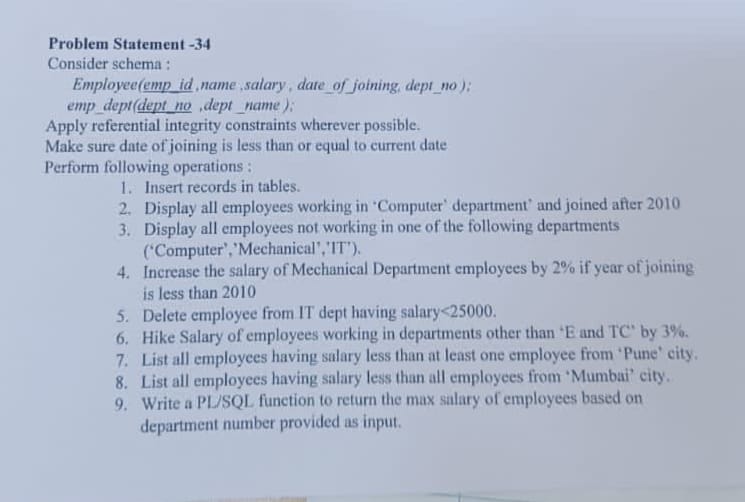 Problem Statement -34
Consider schema :
Employee(emp_id ,name ,salary , date_of joining, dept_no );
emp_dept(dept_no ,dept _name );
Apply referential integrity constraints wherever possible.
Make sure date of joining is less than or equal to current date
Perform following operations :
1. Insert records in tables.
2. Display all employees working in ‘Computer’ department’ and joined after 2010
3. Display all employees not working in one of the following departments
(‘Computer’,’Mechanical’,’IT’).
4. Increase the salary of Mechanical Department employees by 2% if year of joining
is less than 2010
5. Delete employee from IT dept having salary<25000.
6. Hike Salary of employees working in departments other than ‘E and TC’ by 3%.
7. List all employees having salary less than at least one employee from ‘Pune’ city.
8. List all employees having salary less than all employees from ‘Mumbai’ city.
9. Write a PL/SQL function to return the max salary of employees based on
department number provided as input.